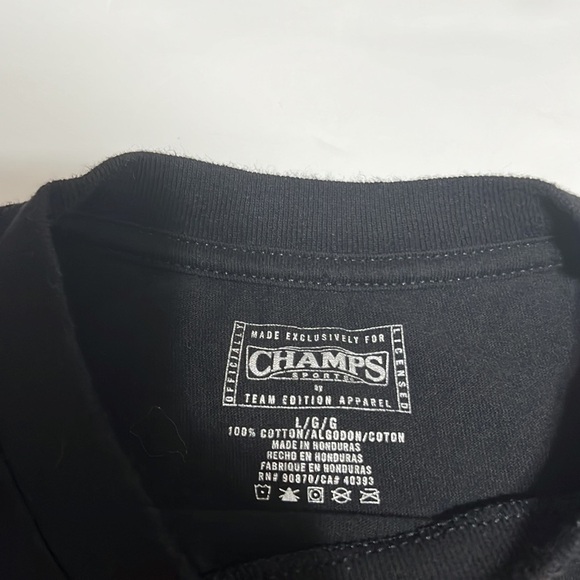 OFFICIALLY
MADE EXCLUSIVELY FOR
CHAMPS
SPORTS
by
TEAM EDITION APPAREL
LICENSED
L/G/G
100% COTTON/ALGODON/COTON
MADE IN HONDURAS
HECHO EN HONDURAS
FABRIQUE EN HONDURAS
RN# 90870/CA# 40393